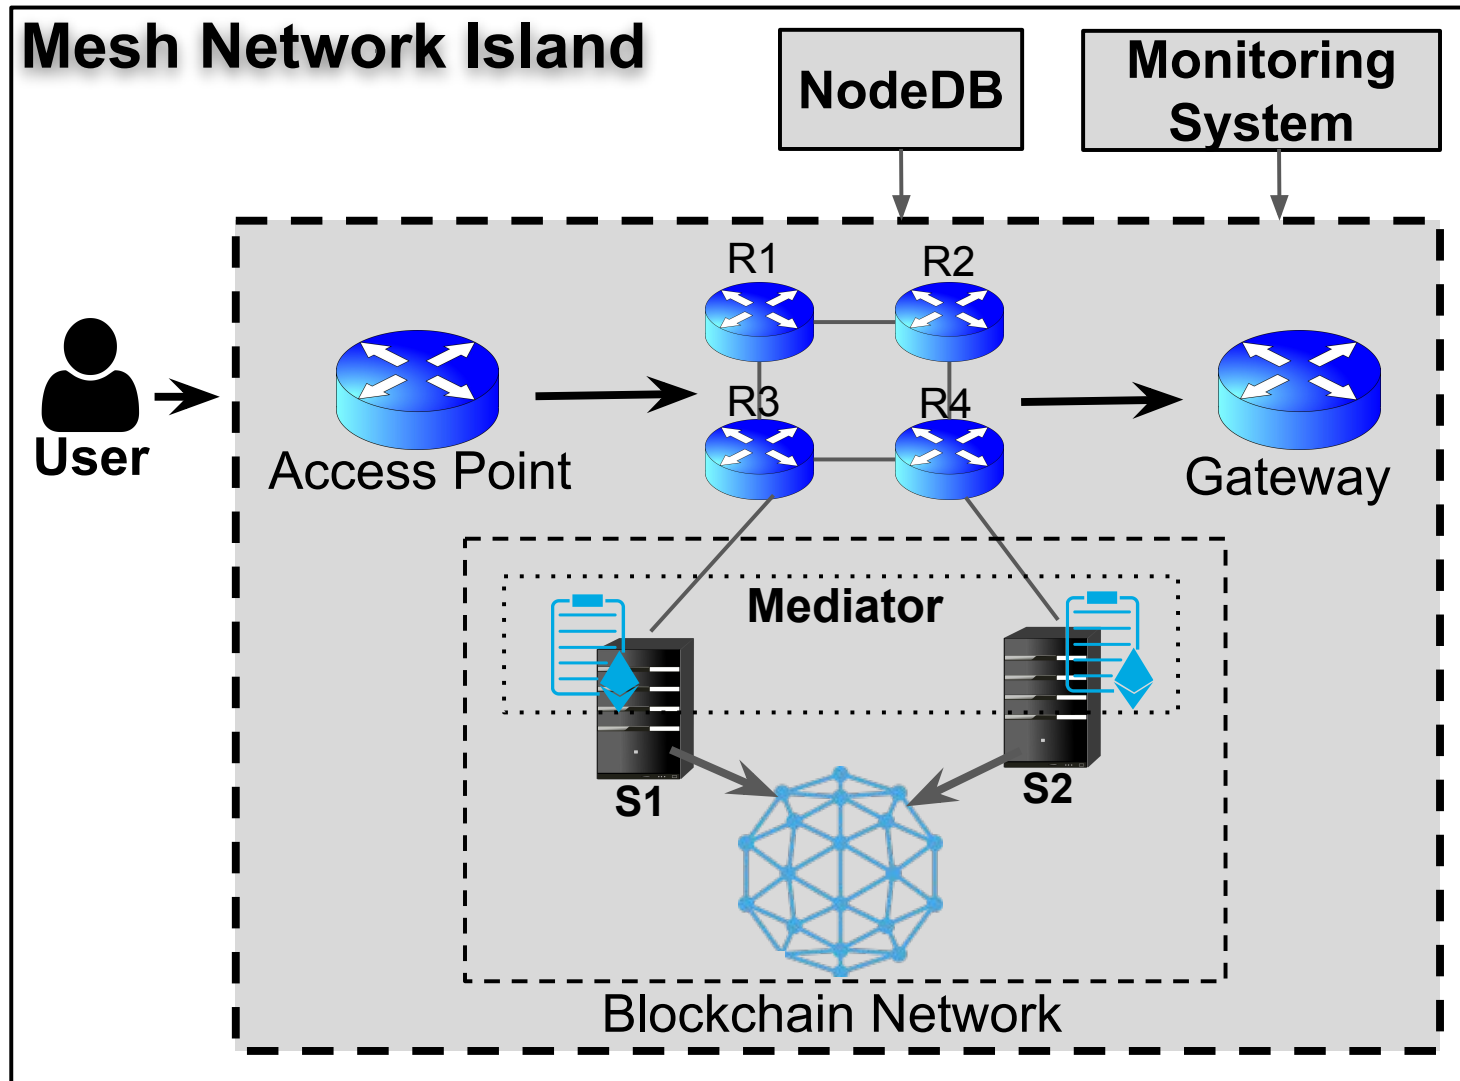 Mesh Network Island
NodeDB
Monitoring
System
R1
R2
R3
R4
User
Access Point
Gateway
Mediator
S1
S2
Blockchain Network